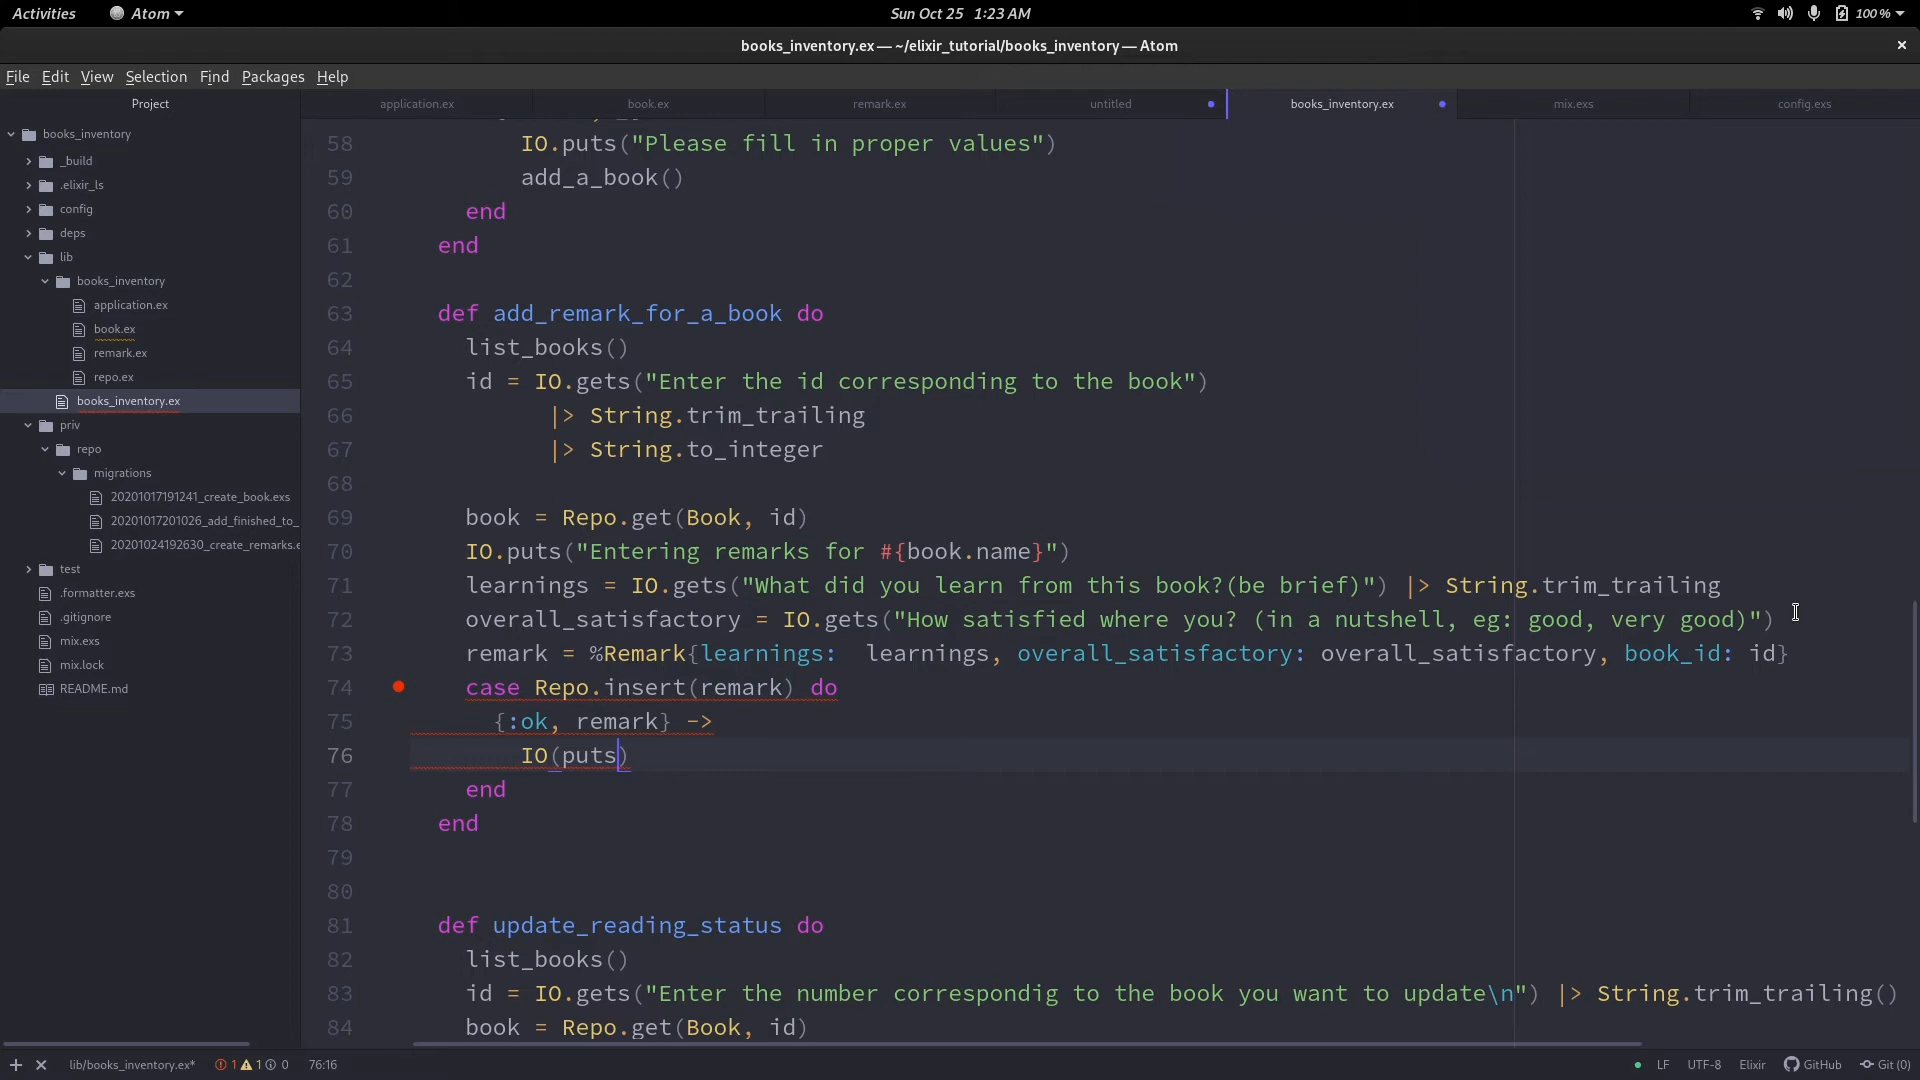 Activities
Atom
Sun Oct 25 1:23 AM
100 %
books_inventory.ex — ~/elixir_tutorial/books_inventory — Atom
File Edit View Selection Find Packages Help
Project
application.ex
book.ex
remark.ex
untitled
books_inventory.ex
mix.exs
config.exs
books_inventory
_build
.elixir_ls
config
deps
lib
books_inventory
application.ex
book.ex
remark.ex
repo.ex
books_inventory.ex
priv
repo
migrations
20201017191241_create_book.exs
20201017201026_add_finished_to_
20201024192630_create_remarks.e
test
.formatter.exs
.gitignore
mix.exs
mix.lock
README.md
58 IO.puts("Please fill in proper values")
59 add_a_book()
60 end
61 end
62
63 def add_remark_for_a_book do
64 list_books()
65 id = IO.gets("Enter the id corresponding to the book")
66 |> String.trim_trailing
67 |> String.to_integer
68
69 book = Repo.get(Book, id)
70 IO.puts("Entering remarks for #{book.name}")
71 learnings = IO.gets("What did you learn from this book?(be brief)") |> String.trim_trailing
72 overall_satisfactory = IO.gets("How satisfied where you? (in a nutshell, eg: good, very good)")
73 remark = %Remark{learnings:  learnings, overall_satisfactory: overall_satisfactory, book_id: id}
74 case Repo.insert(remark) do
75 {:ok, remark} ->
76 IO(puts)
77 end
78 end
79
80
81 def update_reading_status do
82 list_books()
83 id = IO.gets("Enter the number correspondig to the book you want to update\n") |> String.trim_trailing()
84 book = Repo.get(Book, id)
lib/books_inventory.ex* 1 1 0 76:16
LF UTF-8 Elixir GitHub Git (0)